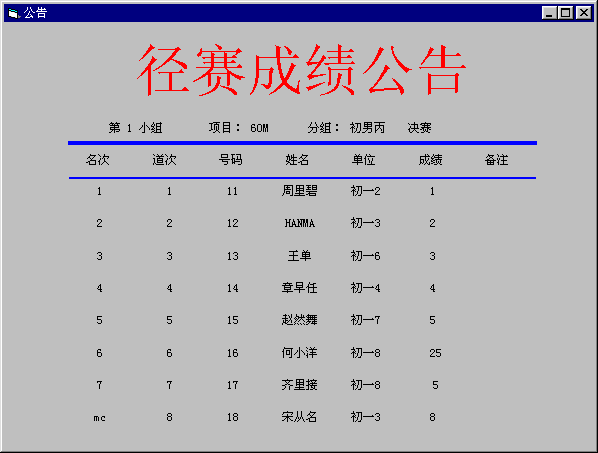 公告
径赛成绩公告
第 1 小组 项目： 60M 分组： 初男丙 决赛
名次 道次 号码 姓名 单位 成绩 备注
1 1 11 周里碧 初一2 1
2 2 12 HANMA 初一3 2
3 3 13 王单 初一6 3
4 4 14 章早任 初一4 4
5 5 15 赵然舞 初一7 5
6 6 16 何小洋 初一8 25
7 7 17 齐里接 初一8 5
mc 8 18 宋从名 初一3 8